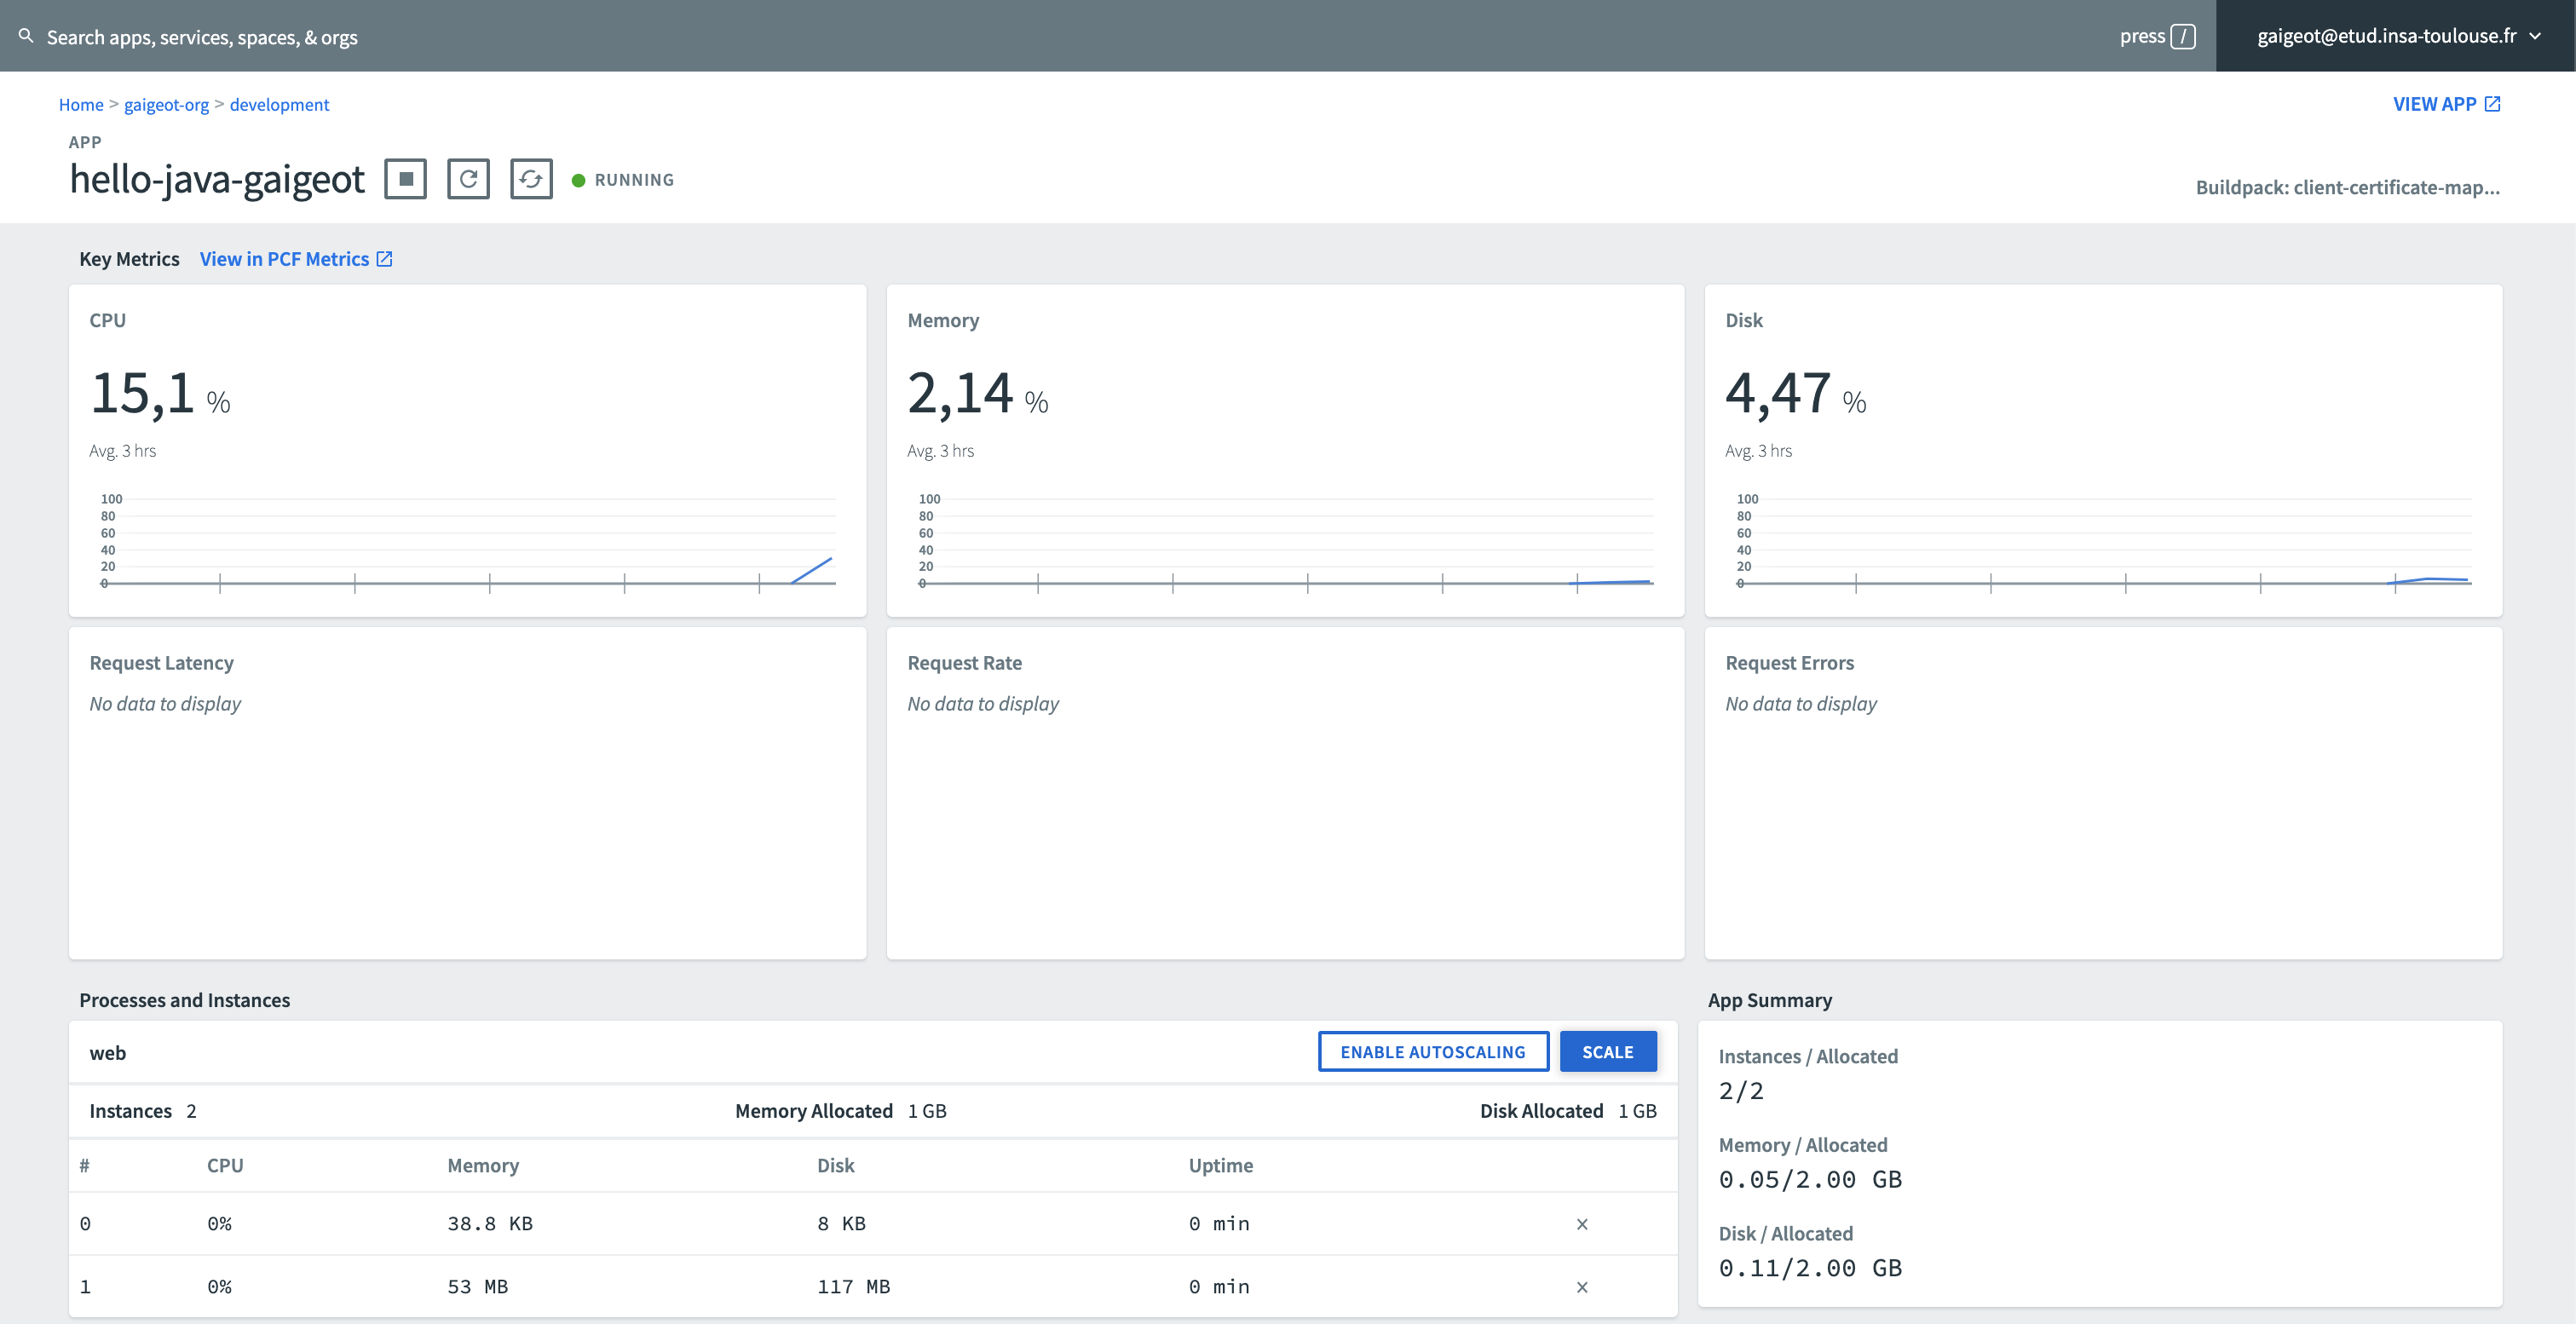 Search apps, services, spaces, & orgs
press /
gaigeot@etud.insa-toulouse.fr
Home > gaigeot-org > development
VIEW APP
APP
hello-java-gaigeot
RUNNING
Buildpack: client-certificate-map...
Key Metrics View in PCF Metrics
CPU
15,1 %
Avg. 3 hrs
100
80
60
40
20
0
Memory
2,14 %
Avg. 3 hrs
100
80
60
40
20
0
Disk
4,47 %
Avg. 3 hrs
100
80
60
40
20
0
Request Latency
No data to display
Request Rate
No data to display
Request Errors
No data to display
Processes and Instances
web
ENABLE AUTOSCALING
SCALE
Instances 2 Memory Allocated 1 GB Disk Allocated 1 GB
# CPU Memory Disk Uptime
0 0% 38.8 KB 8 KB 0 min ×
1 0% 53 MB 117 MB 0 min ×
App Summary
Instances / Allocated
2/2
Memory / Allocated
0.05/2.00 GB
Disk / Allocated
0.11/2.00 GB